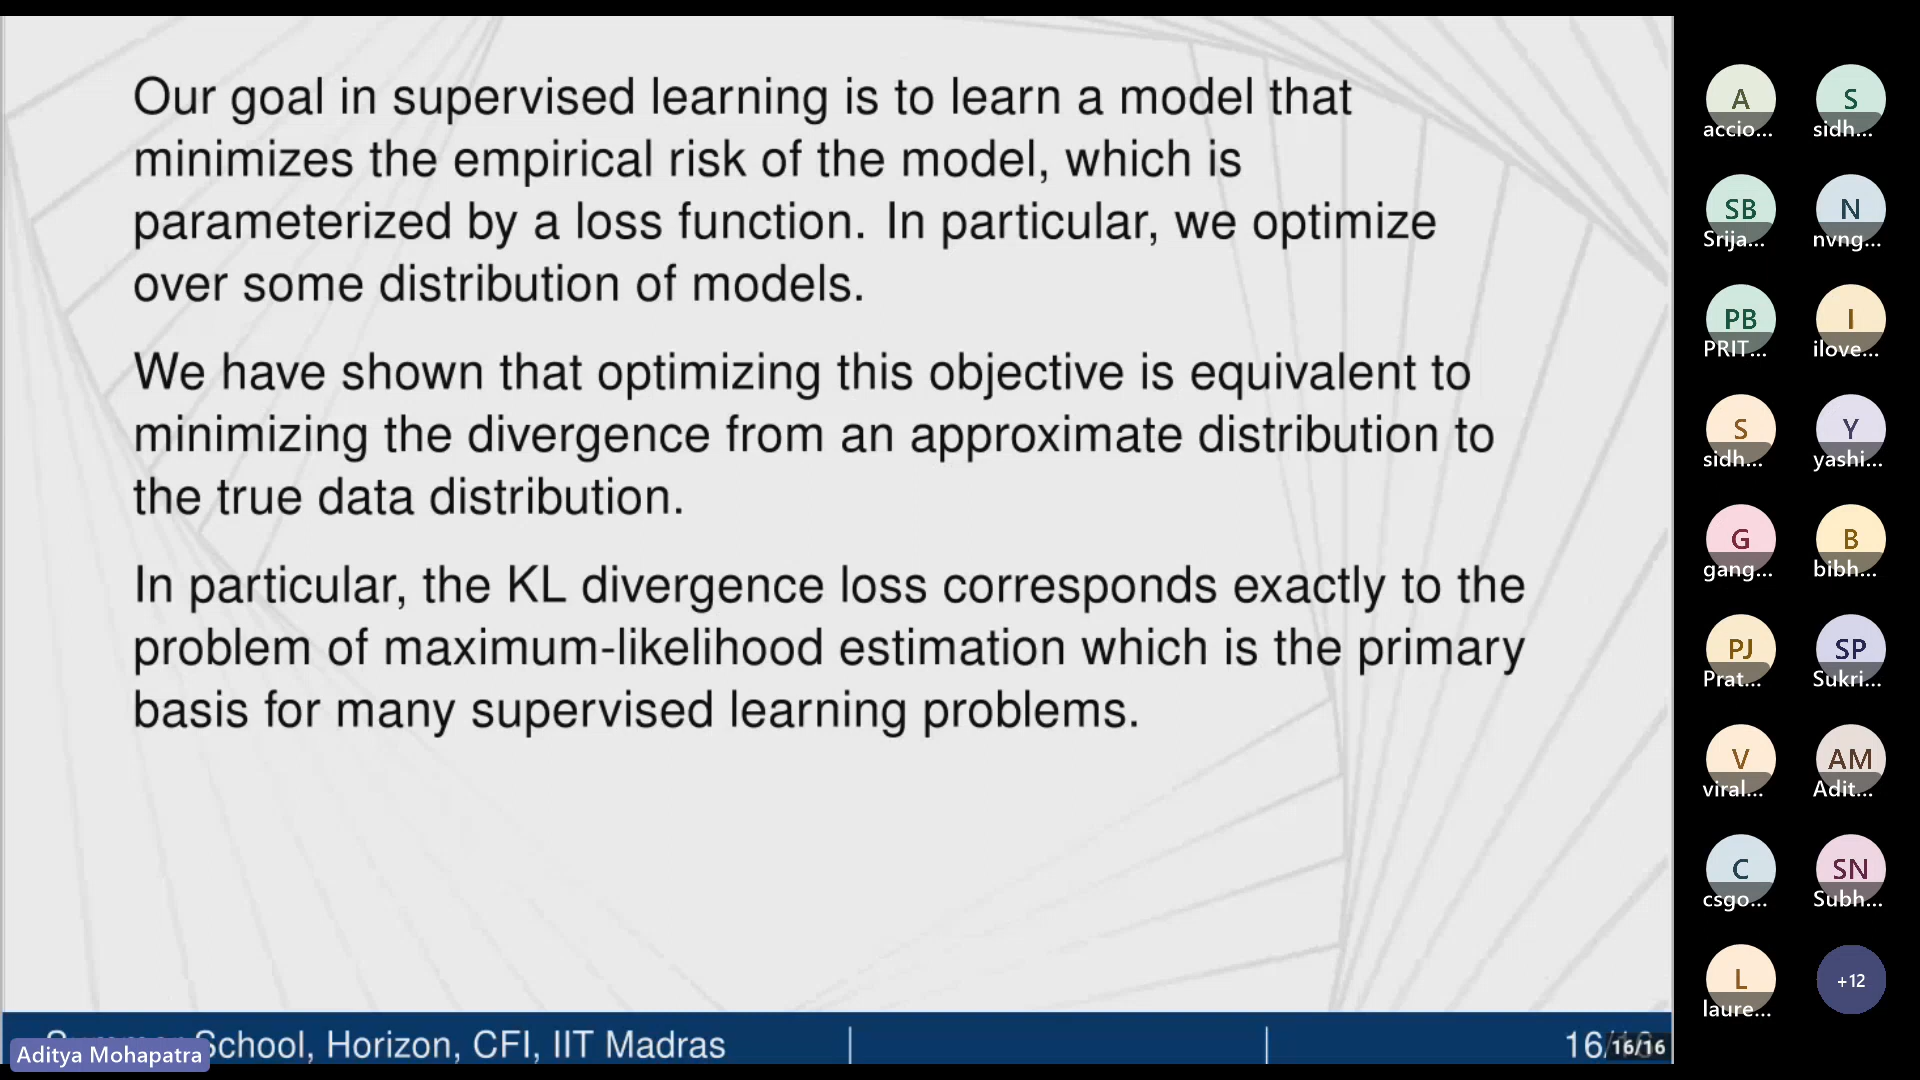 Our goal in supervised learning is to learn a model that
minimizes the empirical risk of the model, which is
parameterized by a loss function. In particular, we optimize
over some distribution of models.
We have shown that optimizing this objective is equivalent to
minimizing the divergence from an approximate distribution to
the true data distribution.
In particular, the KL divergence loss corresponds exactly to the
problem of maximum-likelihood estimation which is the primary
basis for many supervised learning problems.
School, Horizon, CFI, IIT Madras
16/16
Aditya Mohapatra
A
accio...
S
sidh...
SB
Srija...
N
nvng...
PB
PRIT...
I
ilove...
S
sidh...
Y
yashi...
G
gang...
B
bibh...
PJ
Prat...
SP
Sukri...
V
viral...
AM
Adit...
C
csgo...
SN
Subh...
L
laure...
+12